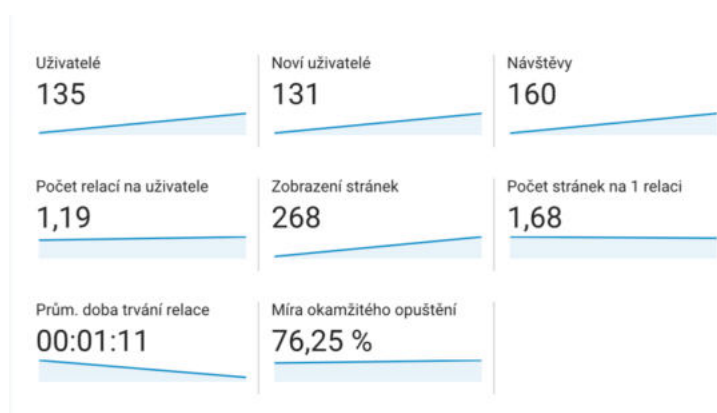 Uživatelé
135
Noví uživatelé
131
Návštěvy
160
Počet relací na uživatele
1,19
Zobrazení stránek
268
Počet stránek na 1 relaci
1,68
Prům. doba trvání relace
00:01:11
Míra okamžitého opuštění
76,25 %